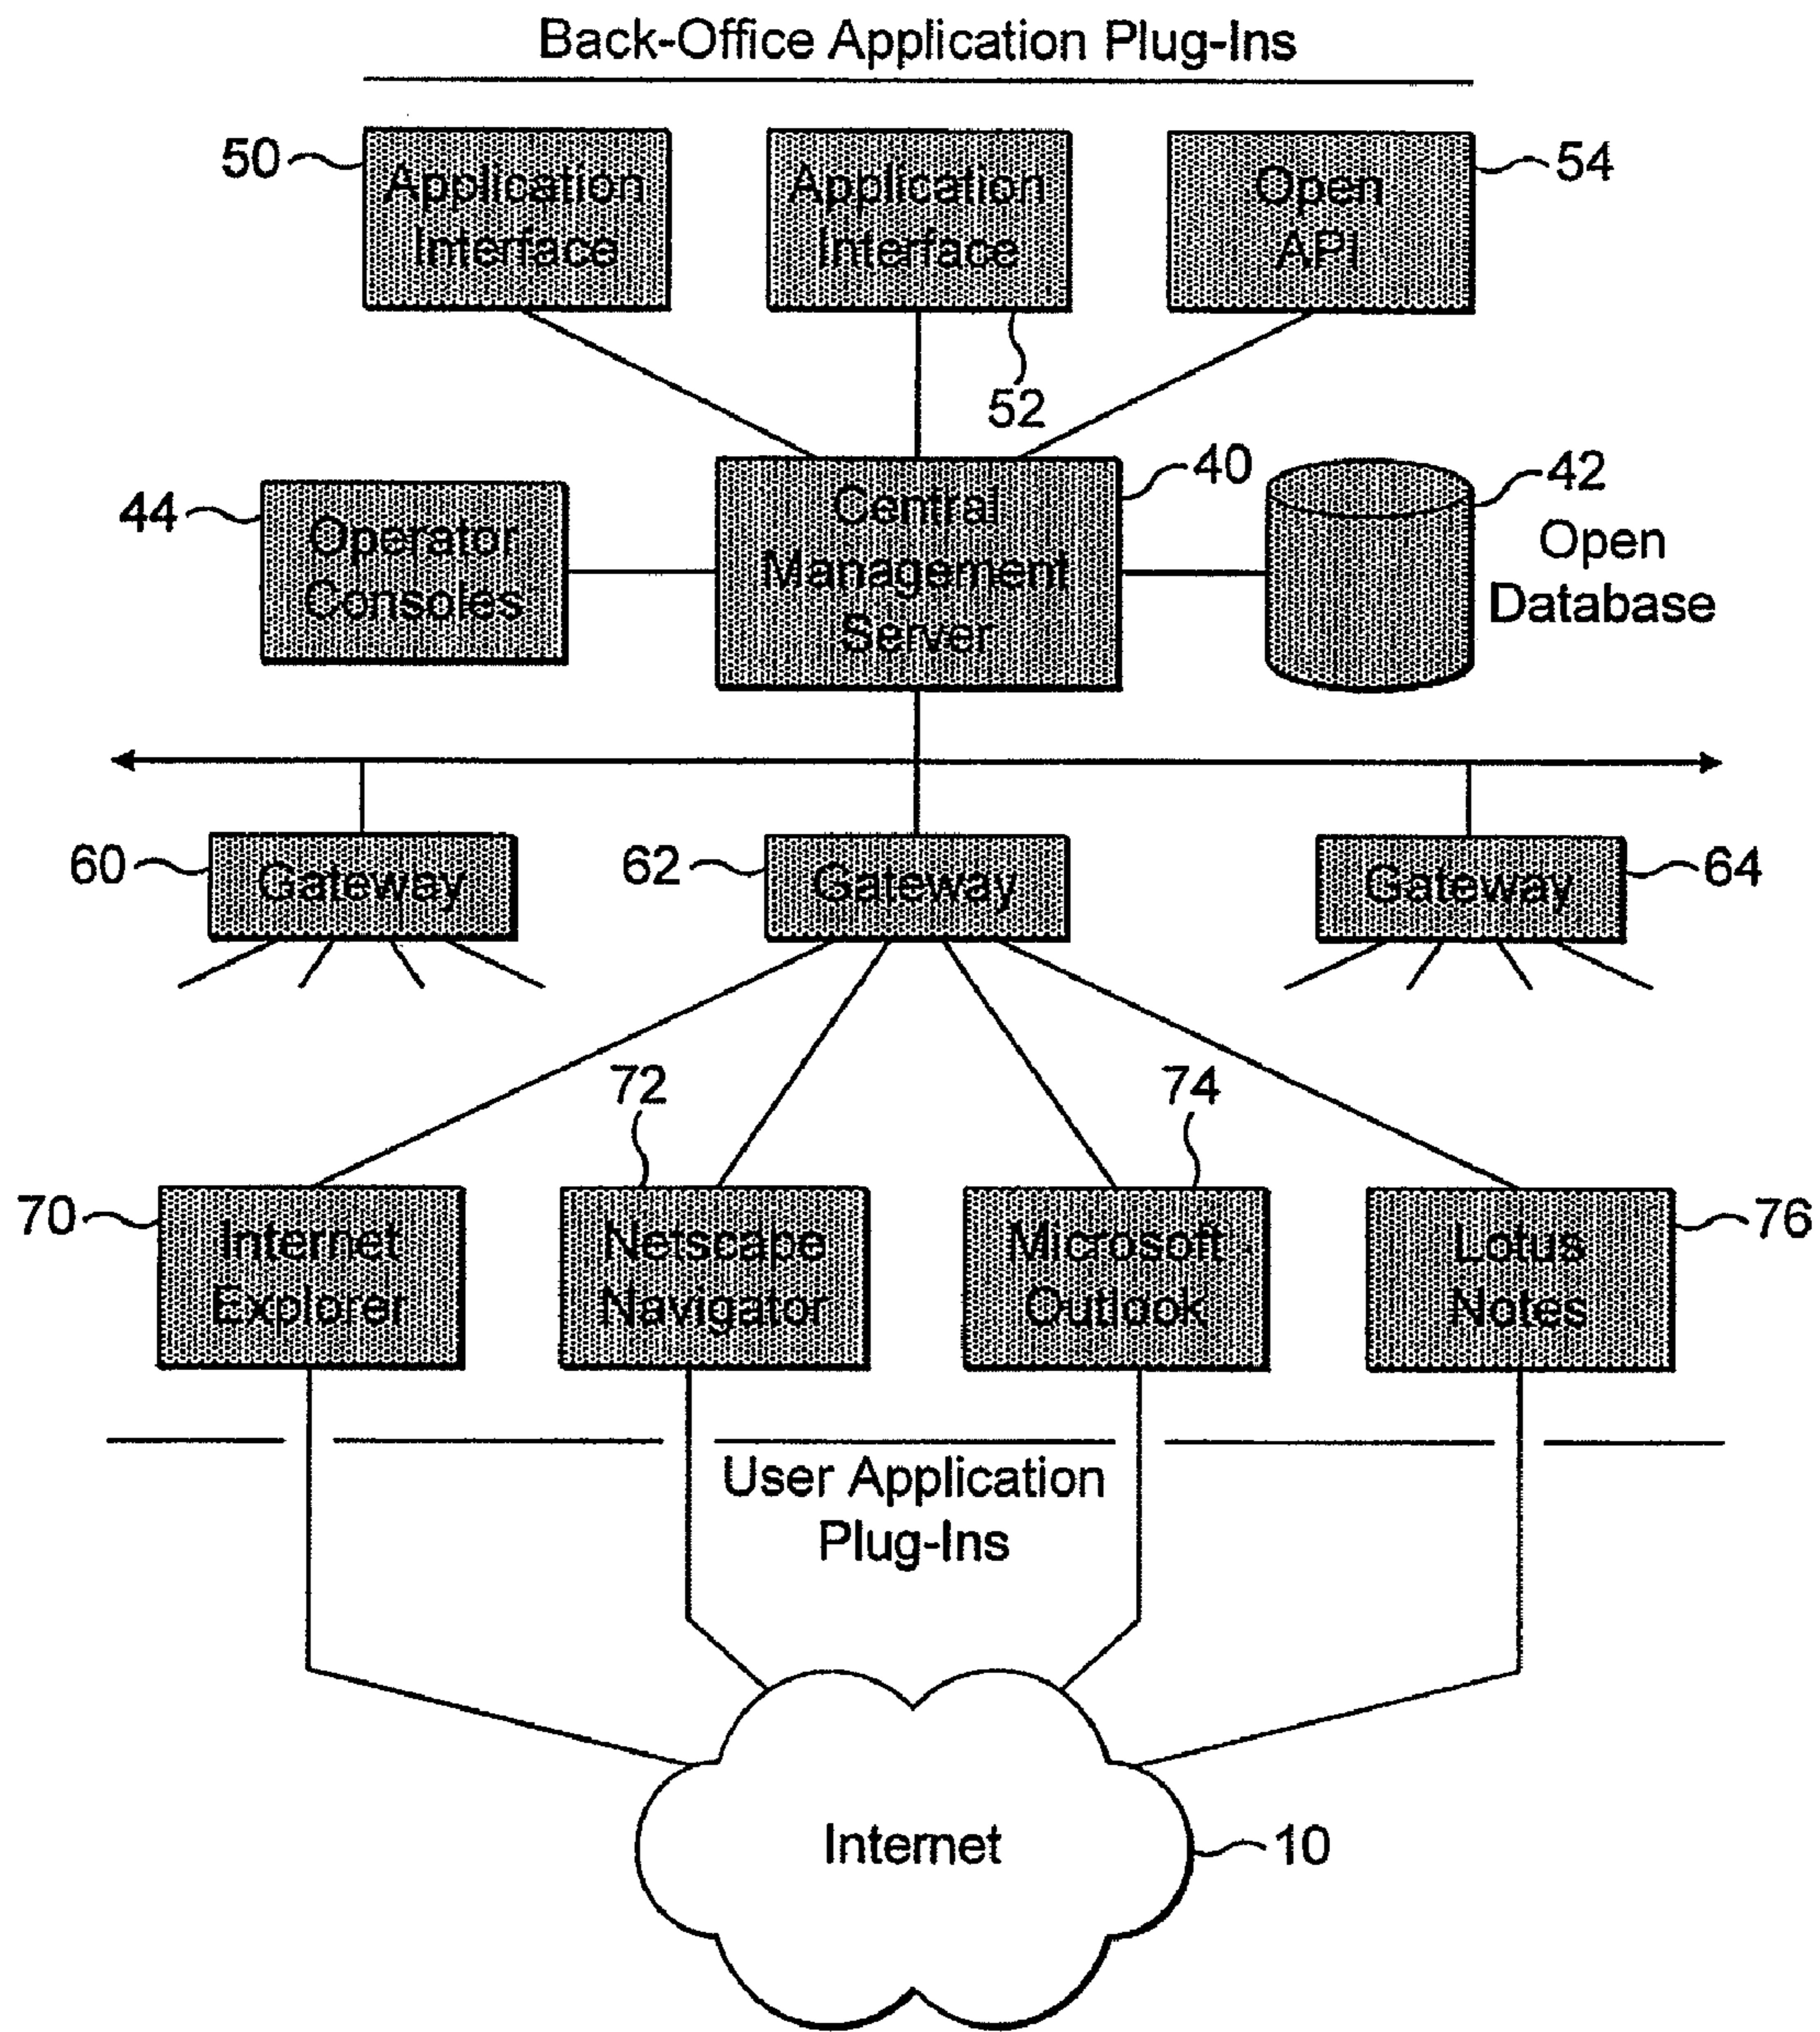 Back-Office Application Plug-Ins
50
Application
Interface
Application
Interface
52
Open
API
54
44
Operator
Consoles
Central
Management
Server
40
42
Open
Database
60
Gateway
62
Gateway
Gateway
64
72
74
70
Internet
Explorer
Netscape
Navigator
Microsoft
Outlook
Lotus
Notes
76
User Application
Plug-Ins
Internet
10